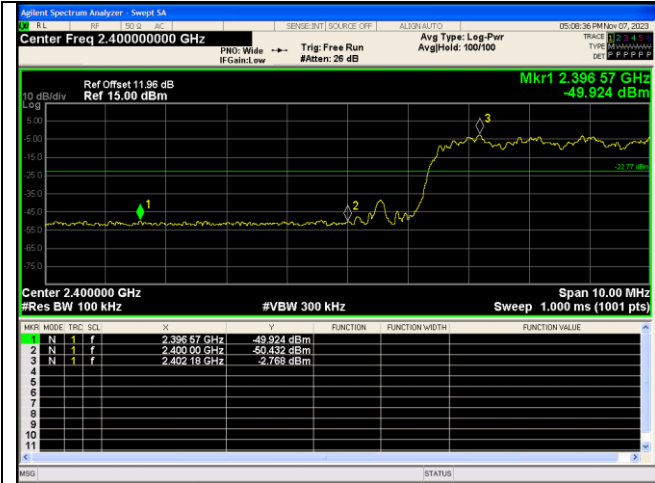 Agilent Spectrum Analyzer - Swept SA
RL RF 50 Ω AC SENSE:INT SOURCE OFF ALIGN AUTO 05:08:36 PM Nov 07, 2023
Center Freq 2.400000000 GHz
PNO: Wide
IFGain:Low
Trig: Free Run
#Atten: 26 dB
Avg Type: Log-Pwr
Avg|Hold: 100/100
TRACE 1 2 3 4 5 6
TYPE M W W W W W
DET P P P P P P
Ref Offset 11.96 dB
10 dB/div Ref 15.00 dBm
Log
Mkr1 2.396 57 GHz
-49.924 dBm
5.00
-5.00
-15.0
-25.0
-35.0
-45.0
-55.0
-65.0
-75.0
1
2
3
-22.77 dBm
Center 2.400000 GHz Span 10.00 MHz
#Res BW 100 kHz #VBW 300 kHz Sweep 1.000 ms (1001 pts)
MKR MODE TRC SCL X Y FUNCTION FUNCTION WIDTH FUNCTION VALUE
1 N 1 f 2.396 57 GHz -49.924 dBm
2 N 1 f 2.400 00 GHz -50.432 dBm
3 N 1 f 2.402 18 GHz -2.768 dBm
4
5
6
7
8
9
10
11
MSG STATUS